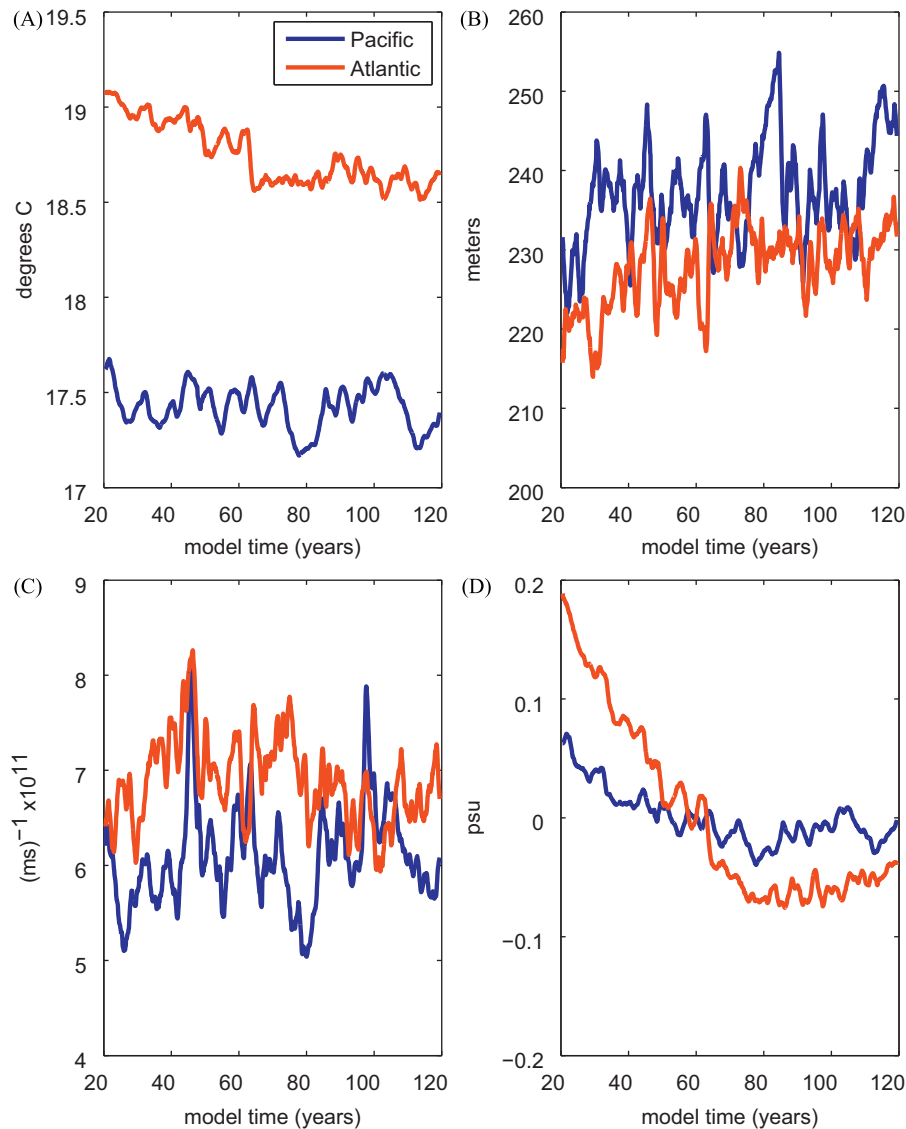 (A)
19.5
19
18.5
18
17.5
17
degrees C
Pacific
Atlantic
20 40 60 80 100 120
model time (years)
(B)
260
250
240
230
220
210
200
meters
20 40 60 80 100 120
model time (years)
(C)
9
8
7
6
5
4
(ms)⁻¹ x10¹¹
20 40 60 80 100 120
model time (years)
(D)
0.2
0.1
0
−0.1
−0.2
psu
20 40 60 80 100 120
model time (years)